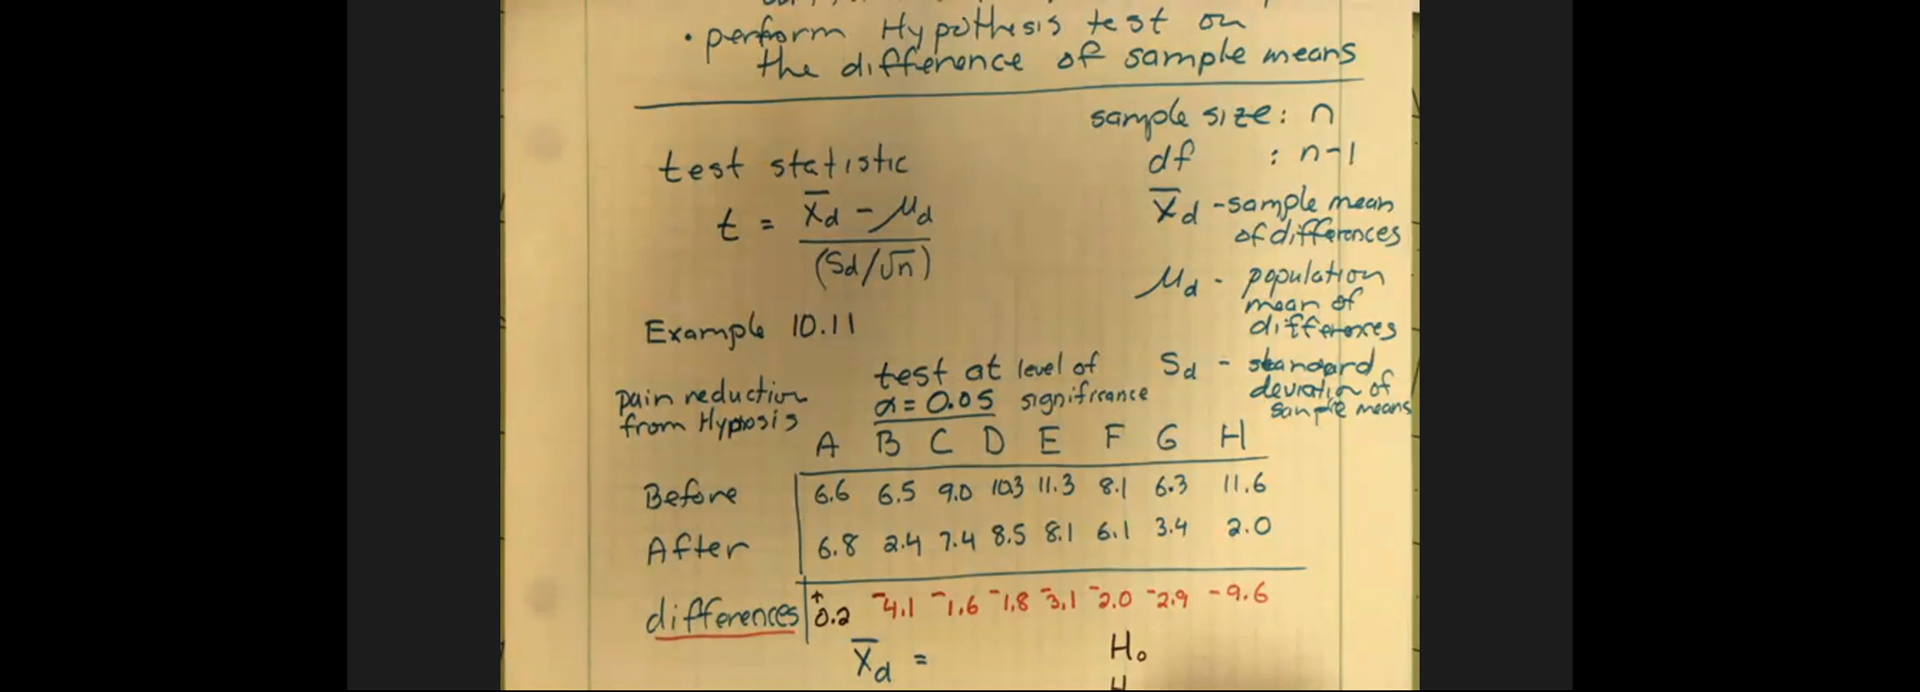 • perform Hypothesis test on
the difference of sample means
sample size: n
df : n-1
test statistic
t = x̄d - μd
(Sd/√n)
x̄d - sample mean
of differences
μd - population
mean of
differences
Example 10.11
Sd - standard
deviation of
sample means
test at level of
α = 0.05 significance
pain reduction
from Hypnosis
A B C D E F G H
Before 6.6 6.5 9.0 10.3 11.3 8.1 6.3 11.6
After 6.8 2.4 7.4 8.5 8.1 6.1 3.4 2.0
differences +0.2 -4.1 -1.6 -1.8 -3.1 -2.0 -2.9 -9.6
x̄d =
H₀